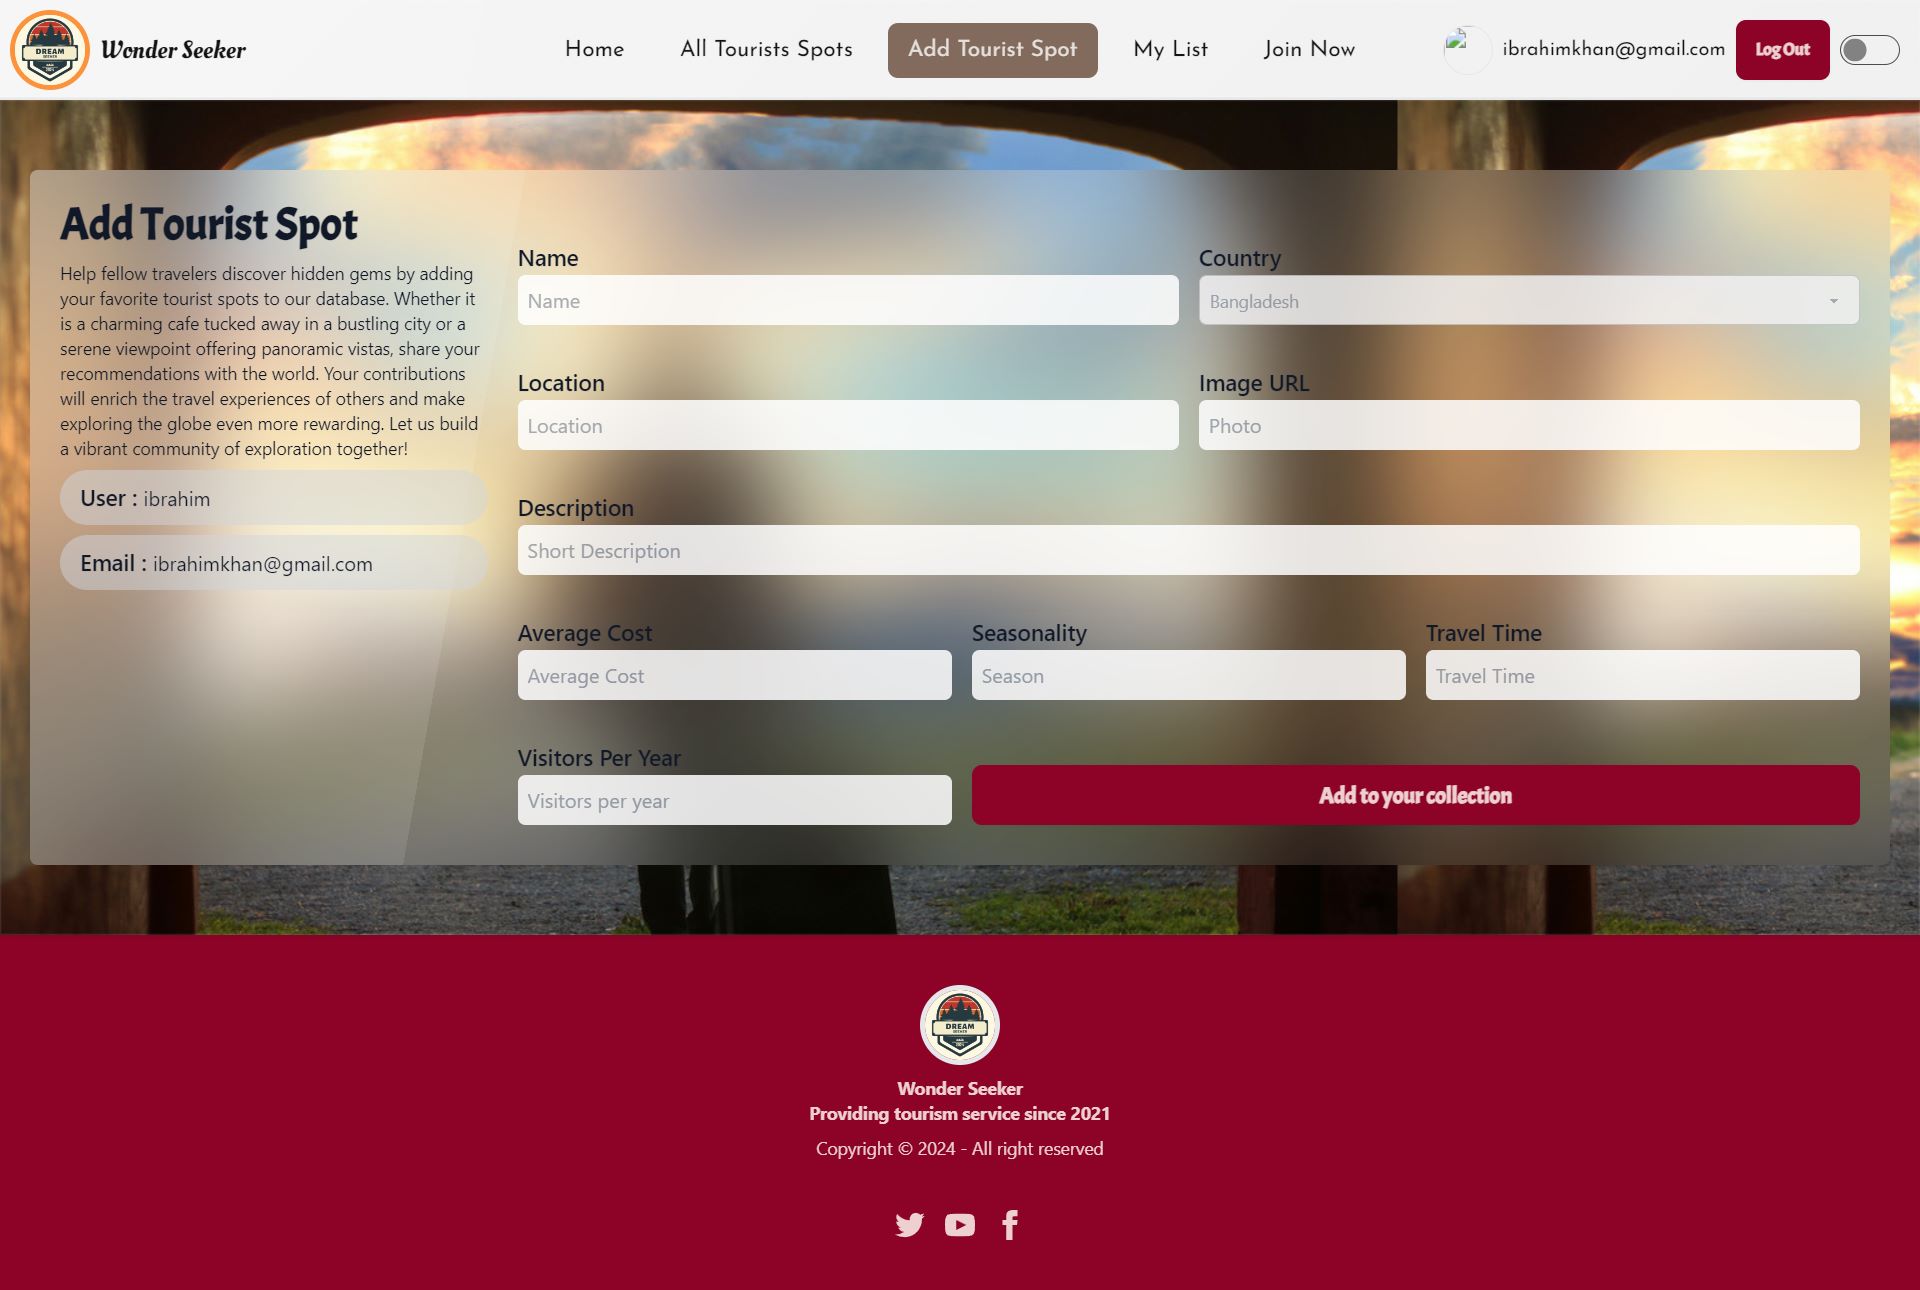 DREAM
SEEKER
Wonder Seeker
Home
All Tourists Spots
Add Tourist Spot
My List
Join Now
ibrahimkhan@gmail.com
Log Out
Add Tourist Spot
Help fellow travelers discover hidden gems by adding
your favorite tourist spots to our database. Whether it
is a charming cafe tucked away in a bustling city or a
serene viewpoint offering panoramic vistas, share your
recommendations with the world. Your contributions
will enrich the travel experiences of others and make
exploring the globe even more rewarding. Let us build
a vibrant community of exploration together!
User : ibrahim
Email : ibrahimkhan@gmail.com
Name
Name
Country
Bangladesh
Location
Location
Image URL
Photo
Description
Short Description
Average Cost
Average Cost
Seasonality
Season
Travel Time
Travel Time
Visitors Per Year
Visitors per year
Add to your collection
DREAM
SEEKER
Wonder Seeker
Providing tourism service since 2021
Copyright © 2024 - All right reserved